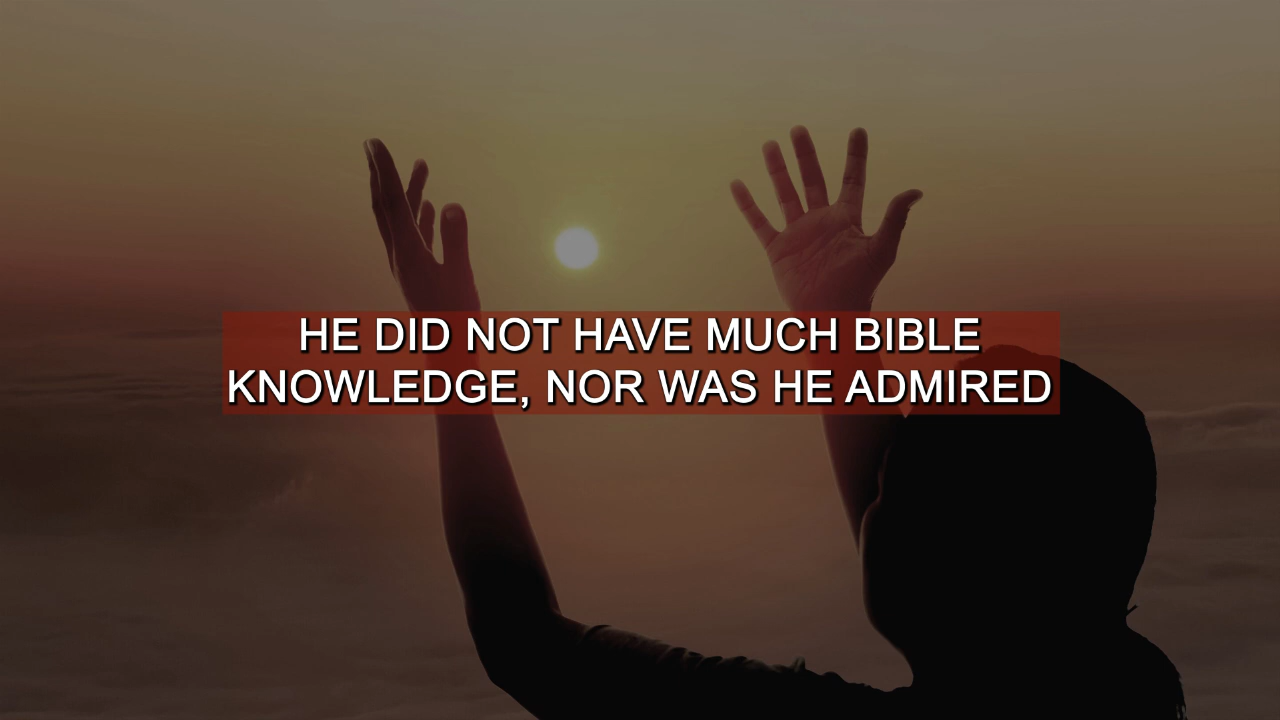 HE DID NOT HAVE MUCH BIBLE
KNOWLEDGE, NOR WAS HE ADMIRED